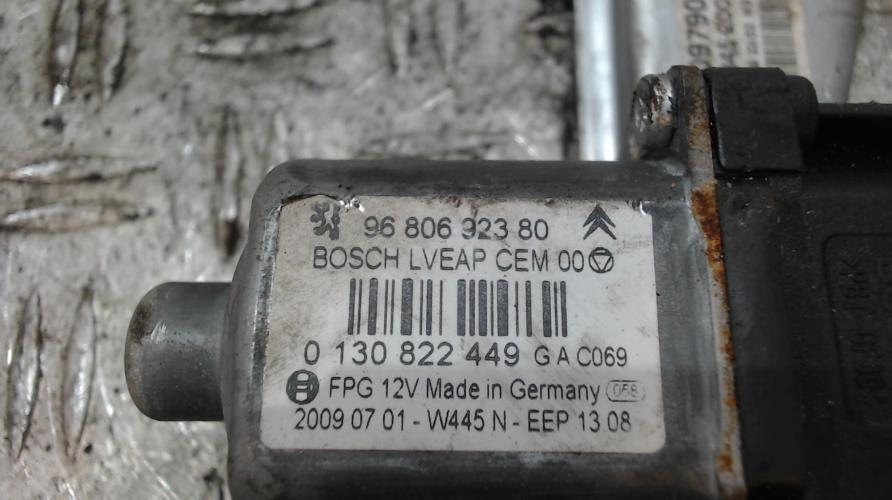 96 806 923 80
BOSCH LVEAP CEM 00
0 130 822 449 G A C069
FPG 12V Made in Germany 058
2009 07 01 - W445 N - EEP 13 08